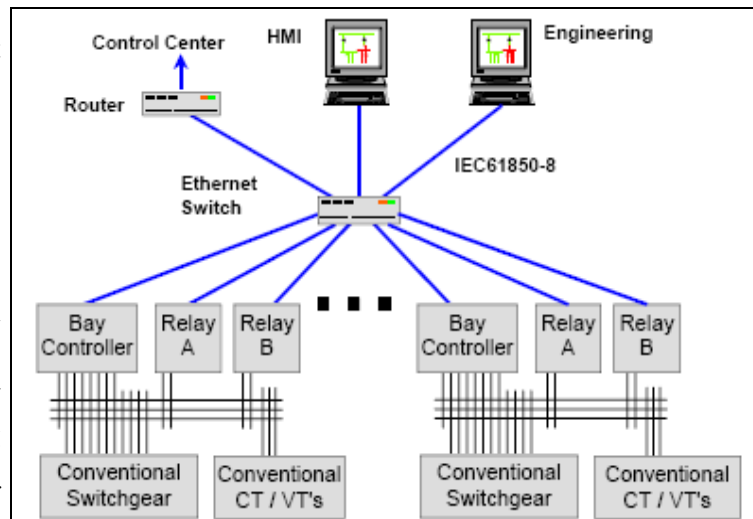 Control Center
HMI
Engineering
Router
IEC61850-8
Ethernet
Switch
Bay
Controller
Relay
A
Relay
B
Bay
Controller
Relay
A
Relay
B
Conventional
Switchgear
Conventional
CT / VT's
Conventional
Switchgear
Conventional
CT / VT's